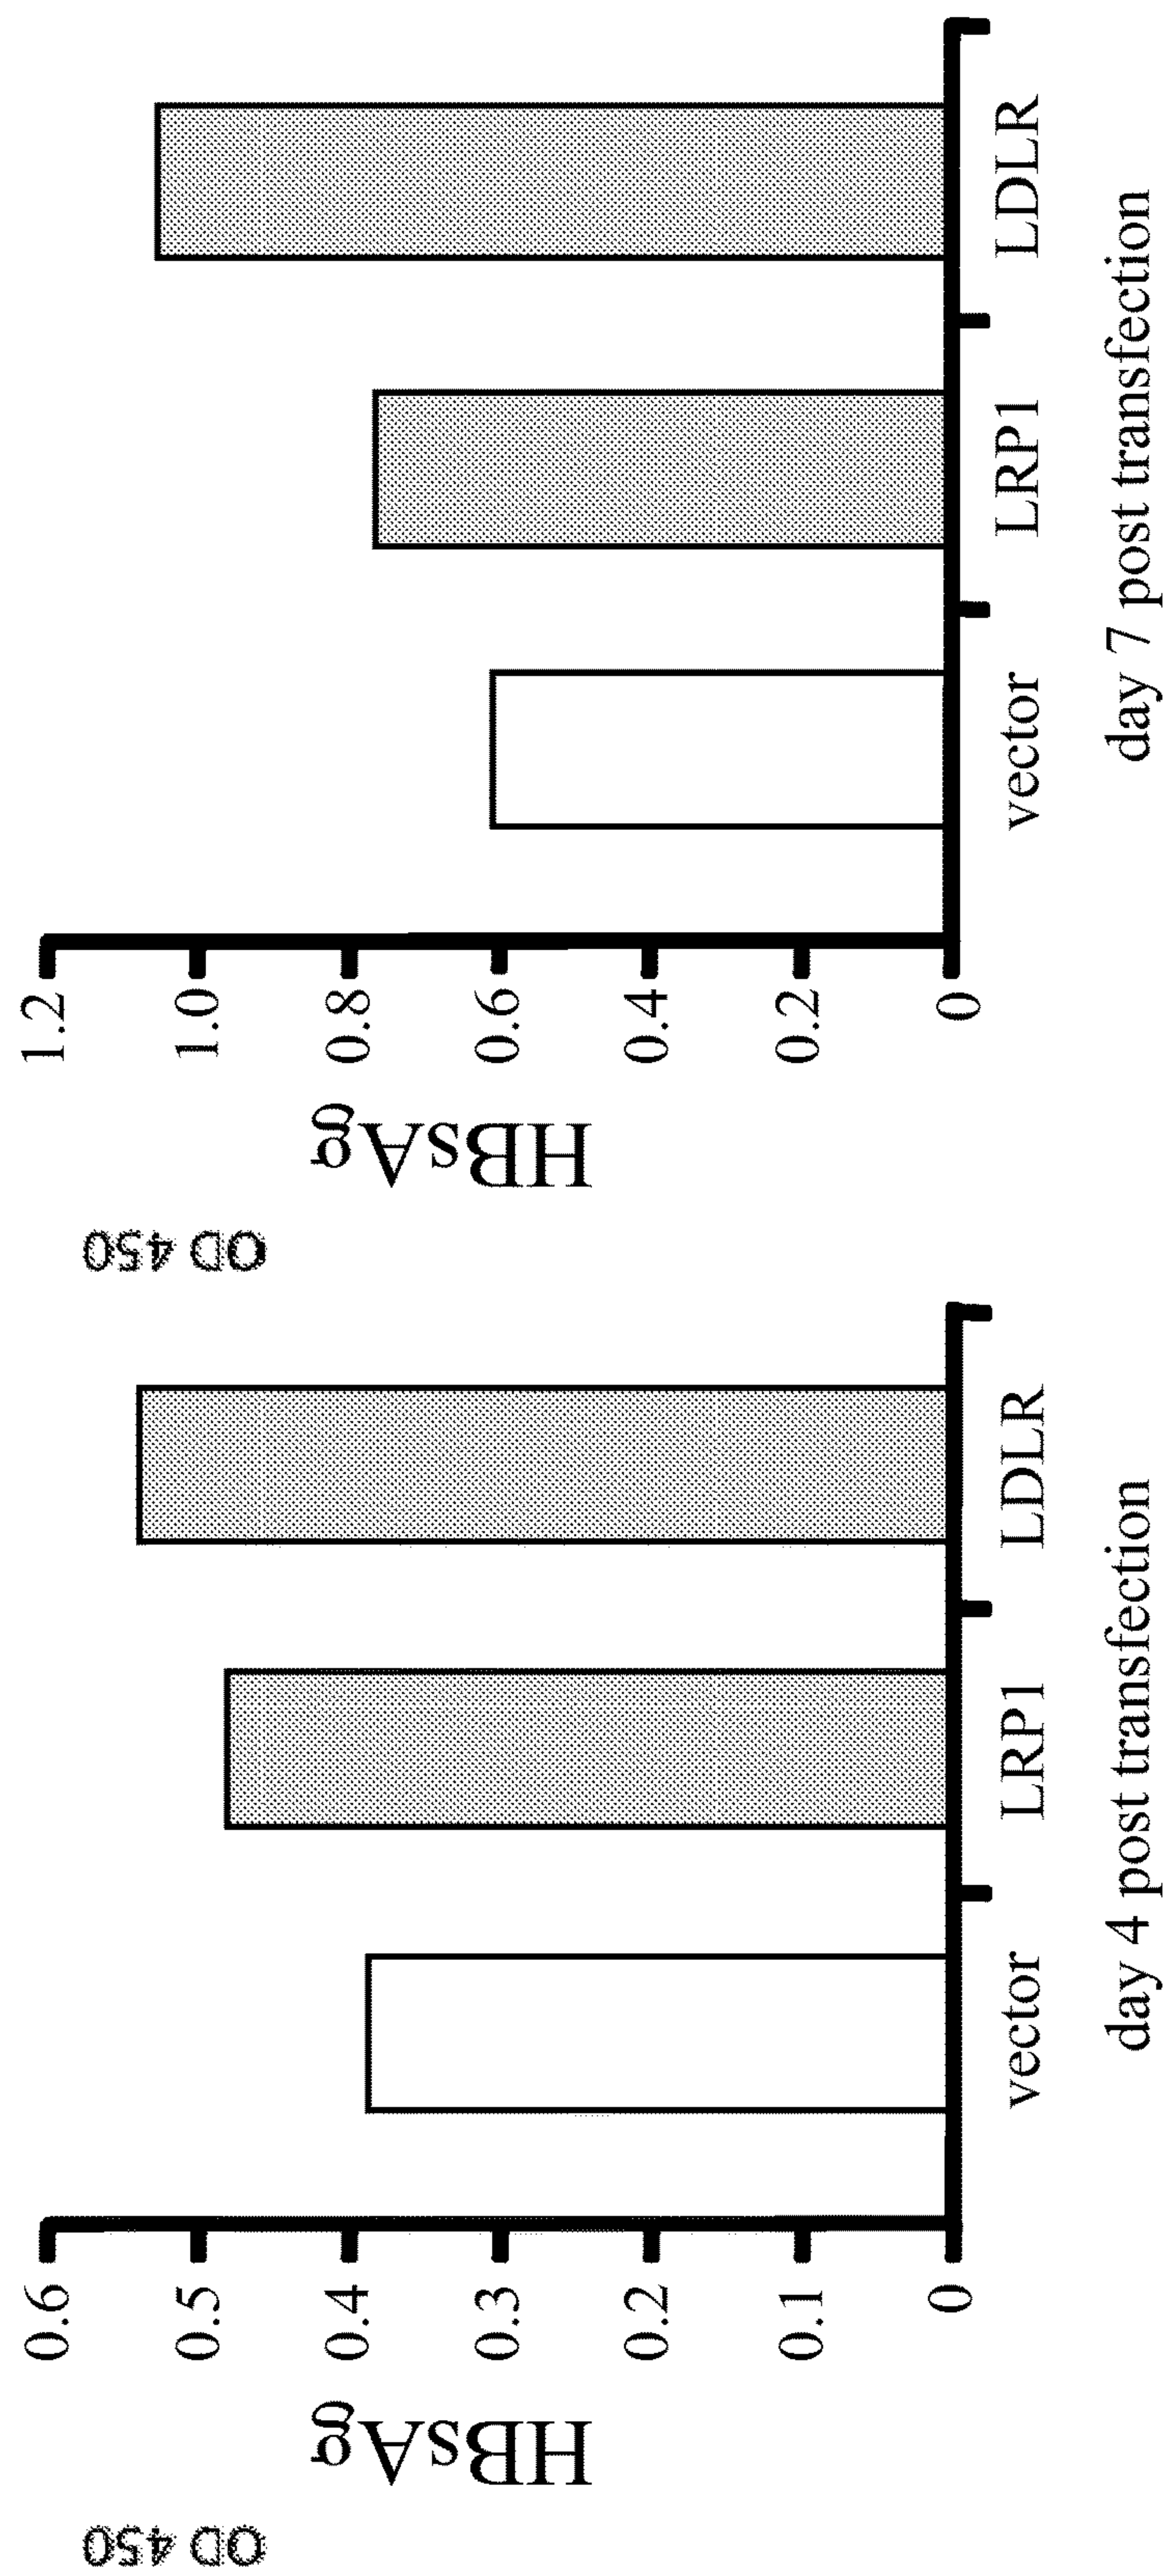 OD 450
HBsAg
0.6
0.5
0.4
0.3
0.2
0.1
0
vector
LRP1
LDLR
day 4 post transfection
OD 450
HBsAg
1.2
1.0
0.8
0.6
0.4
0.2
0
vector
LRP1
LDLR
day 7 post transfection